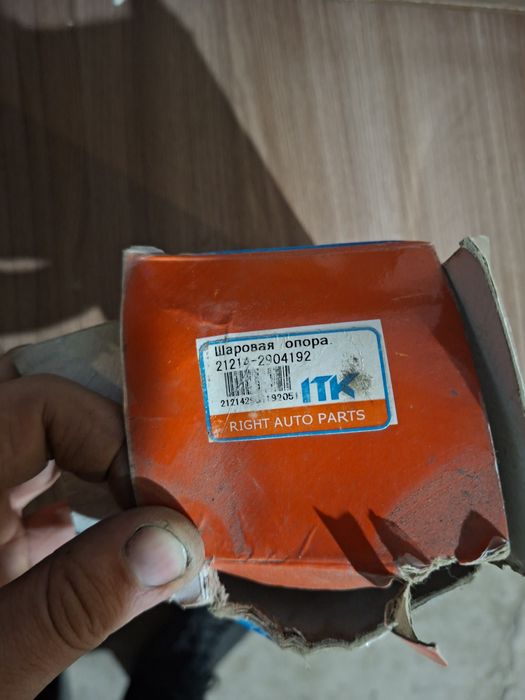 Шаровая опора.
21214-2904192
ITK
RIGHT AUTO PARTS